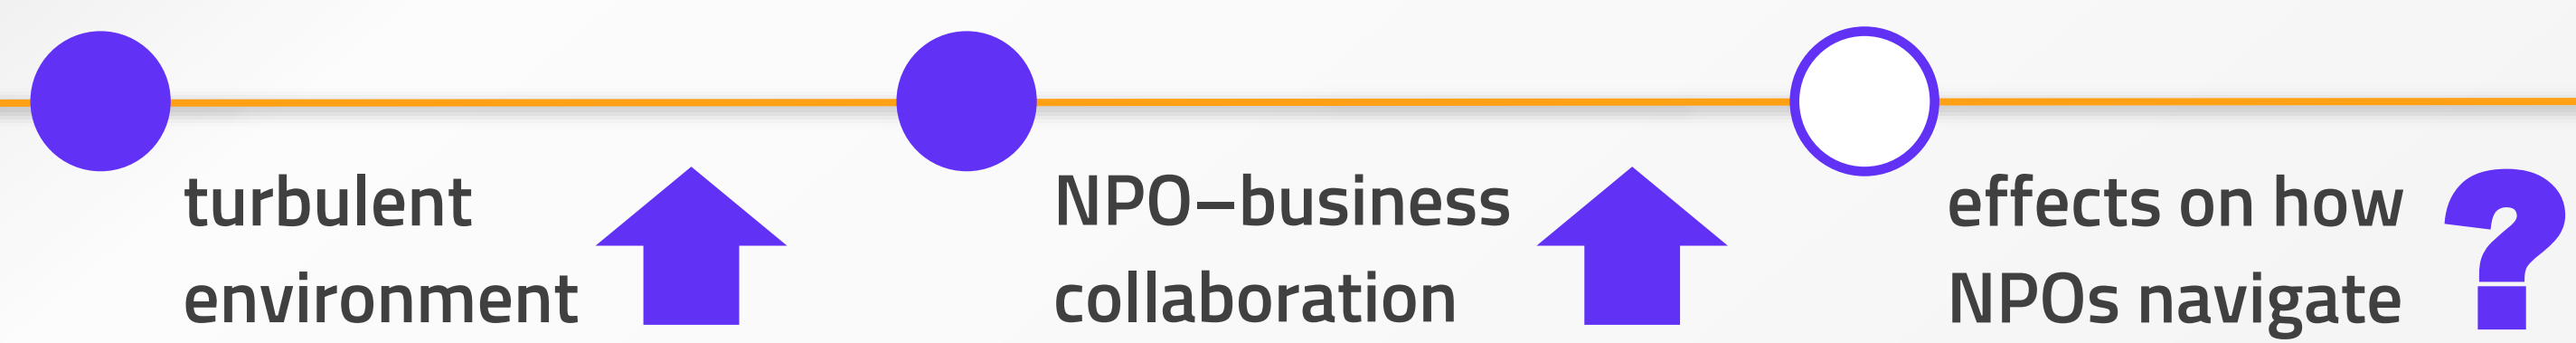 turbulent
environment
NPO–business
collaboration
effects on how
NPOs navigate
?